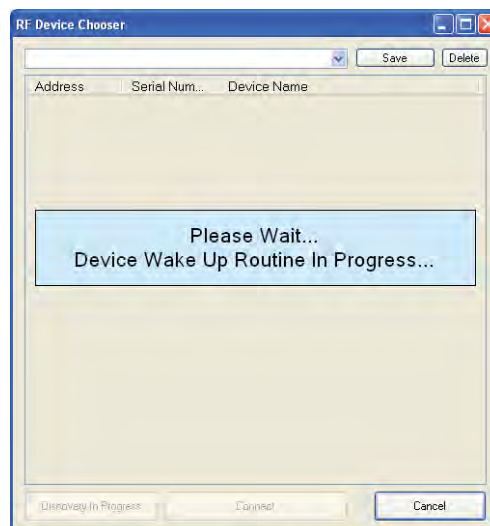 RF Device Chooser
Save Delete
Address Serial Num... Device Name
Please Wait...
Device Wake Up Routine In Progress...
Discovery In Progress Connect Cancel